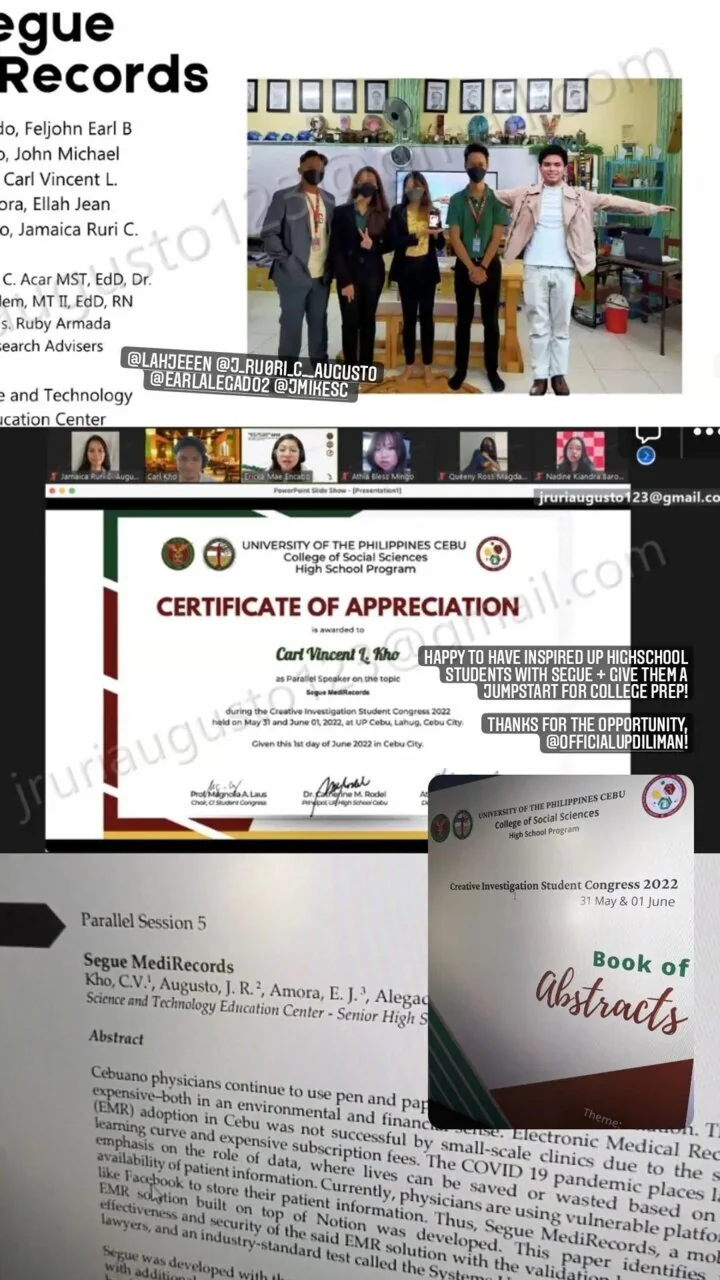 egue
Records
do, Feljohn Earl B
o, John Michael
Carl Vincent L.
ora, Ellah Jean
o, Jamaica Ruri C.
C. Acar MST, EdD, Dr.
lem, MT II, EdD, RN
s. Ruby Armada
search Advisers
e and Technology
ucation Center
@LAHJEEEN @J_RU0RI_C__AUGUSTO
@EARLALEGADO2 @JMIKESC_
Jamaica Ruri C. Augu...
Carl Kho
Ericka Mae Encabo
Athia Bless Mingo
Queeny Ross Magda...
Nadine Kiandra Baro...
PowerPoint Slide Show - [Presentation1]
jruriaugusto123@gmail.co
UNIVERSITY OF THE PHILIPPINES CEBU
College of Social Sciences
High School Program
CERTIFICATE OF APPRECIATION
is awarded to
Carl Vincent L. Kho
as Parallel Speaker on the topic
Segue MediRecords
during the Creative Investigation Student Congress 2022
held on May 31 and June 01, 2022, at UP Cebu, Lahug, Cebu City.
Given this 1st day of June 2022 in Cebu City.
Prof. Magnolia A. Laus
Chair, CI Student Congress
Dr. Catherine M. Rodel
Principal, UP High School Cebu
HAPPY TO HAVE INSPIRED UP HIGHSCHOOL
STUDENTS WITH SEGUE + GIVE THEM A
JUMPSTART FOR COLLEGE PREP!
THANKS FOR THE OPPORTUNITY,
@OFFICIALUPDILIMAN!
UNIVERSITY OF THE PHILIPPINES CEBU
College of Social Sciences
High School Program
Creative Investigation Student Congress 2022
31 May & 01 June
Book of
Abstracts
Theme:
Parallel Session 5
Segue MediRecords
Kho, C.V.¹, Augusto, J. R.², Amora, E. J.³, Alegad
Science and Technology Education Center - Senior High S
Abstract
Cebuano physicians continue to use pen and pap
expensive–both in an environmental and financial sense. Electronic Medical Rec
(EMR) adoption in Cebu was not successful by small-scale clinics due to the s
learning curve and expensive subscription fees. The COVID 19 pandemic places la
emphasis on the role of data, where lives can be saved or wasted based on
availability of patient information. Currently, physicians are using vulnerable platfo
like Facebook to store their patient information. Thus, Segue MediRecords, a mo
EMR solution built on top of Notion was developed. This paper identifies
effectiveness and security of the said EMR solution with the validation
lawyers, and an industry-standard test called the Systems U
Segue was developed with th
with additional
jruriaugusto123@gmail.com